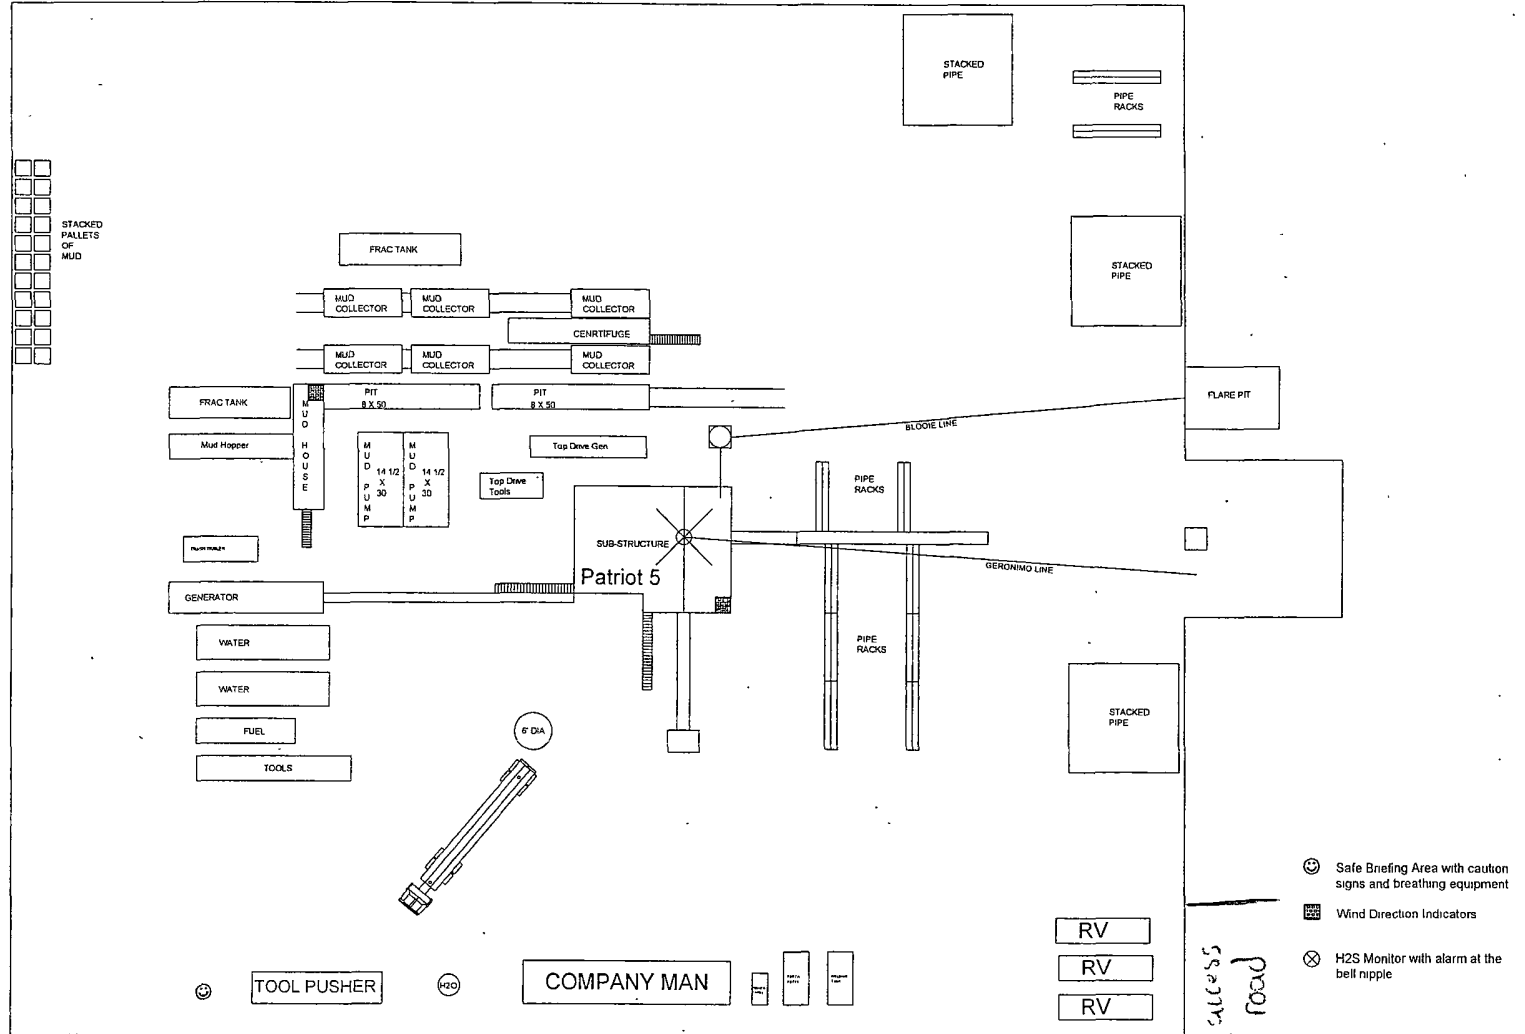 STACKED
PIPE
PIPE
RACKS
STACKED
PALLETS
OF
MUD
FRAC TANK
STACKED
PIPE
MUD
COLLECTOR
MUD
COLLECTOR
MUD
COLLECTOR
CENRTIFUGE
MUD
COLLECTOR
MUD
COLLECTOR
MUD
COLLECTOR
FRAC TANK
MUD HOUSE
PIT
8 X 50
PIT
8 X 50
FLARE PIT
BLOOIE LINE
Mud Hopper
MUD PUMP
14 1/2
X
30
MUD PUMP
14 1/2
X
30
Top Drive Gen
Top Drive
Tools
PIPE
RACKS
SUB-STRUCTURE
GERONIMO LINE
Patriot 5
GENERATOR
WATER
PIPE
RACKS
WATER
FUEL
6' DIA
STACKED
PIPE
TOOLS
Safe Briefing Area with caution
signs and breathing equipment
Wind Direction Indicators
H2S Monitor with alarm at the
bell nipple
RV
RV
RV
access
road
TOOL PUSHER
H2O
COMPANY MAN